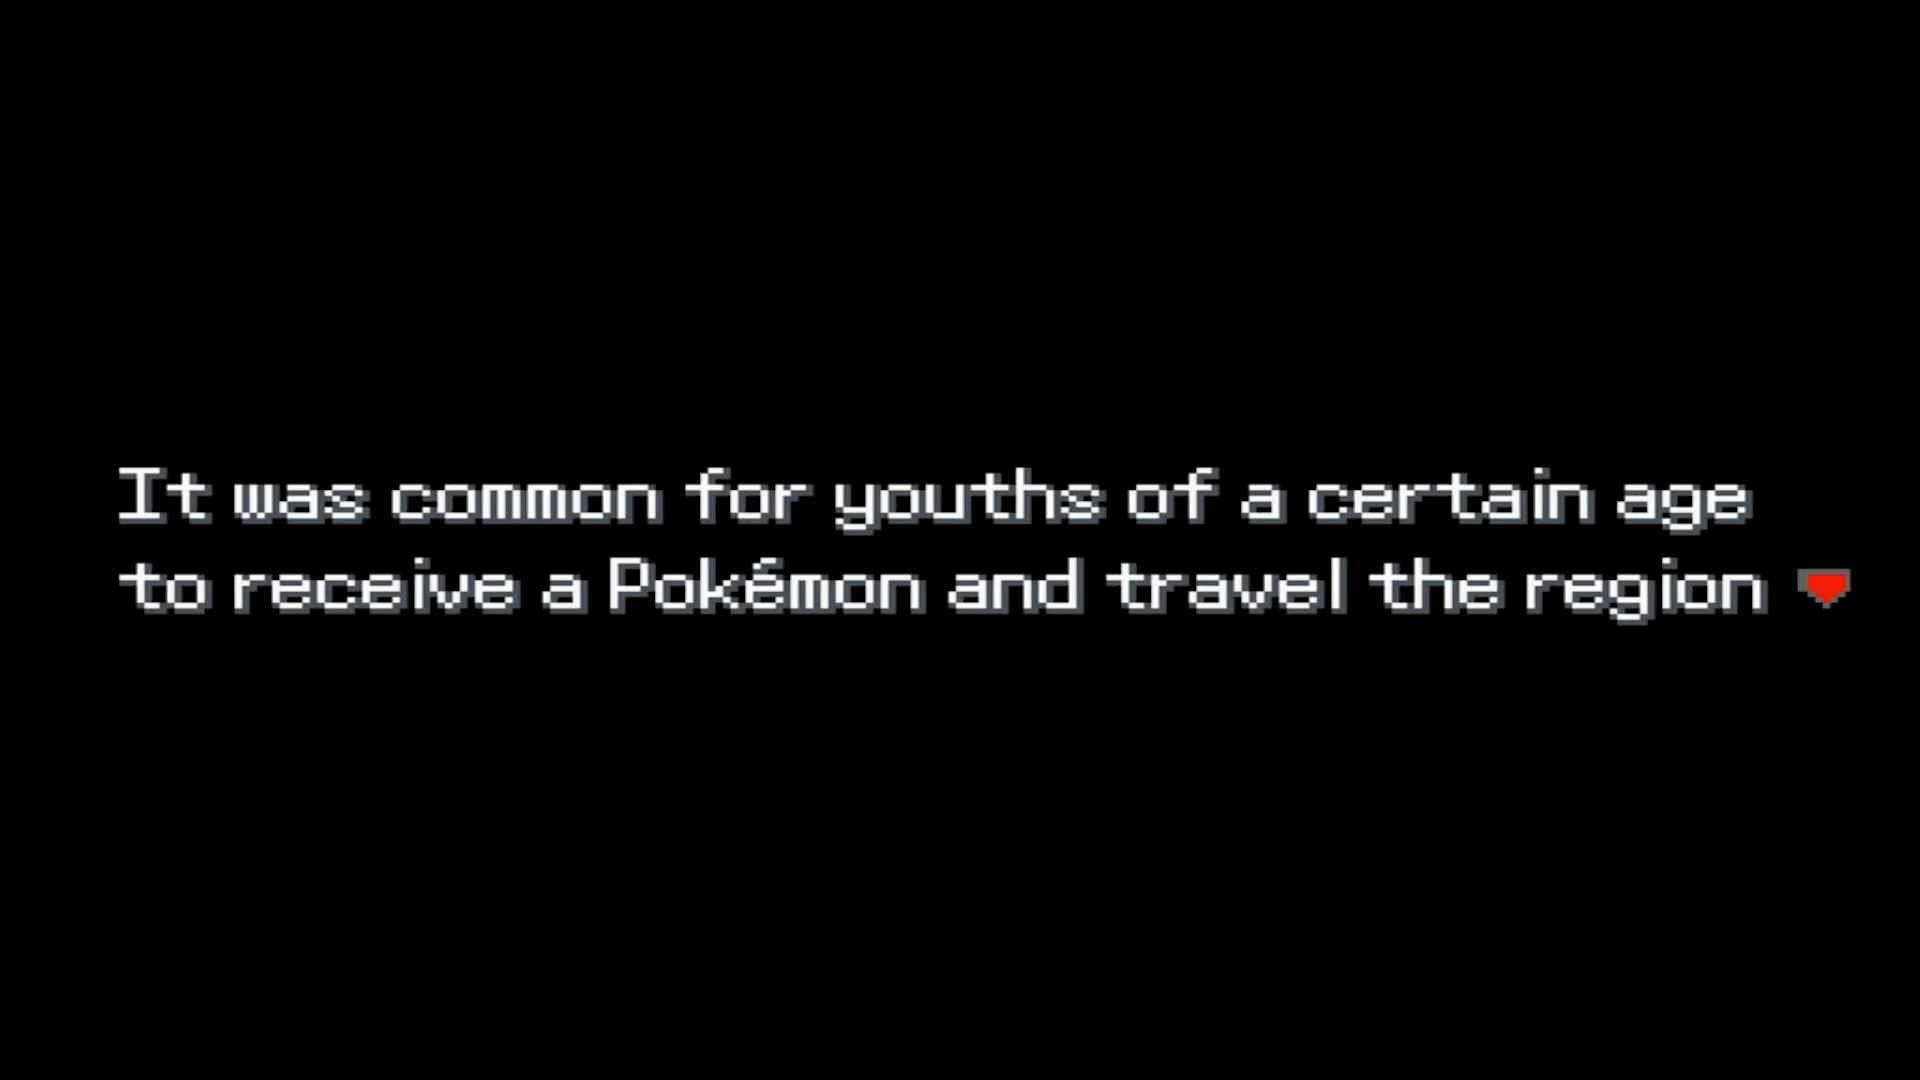 It was common for youths of a certain age
to receive a Pokémon and travel the region